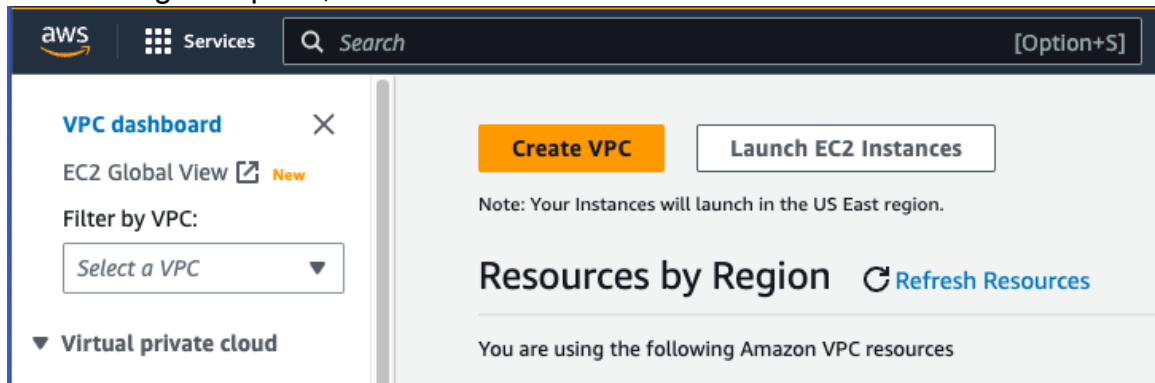 aws Services Search [Option+S]
VPC dashboard
EC2 Global View New
Filter by VPC:
Select a VPC
Virtual private cloud
Create VPC Launch EC2 Instances
Note: Your Instances will launch in the US East region.
Resources by Region Refresh Resources
You are using the following Amazon VPC resources